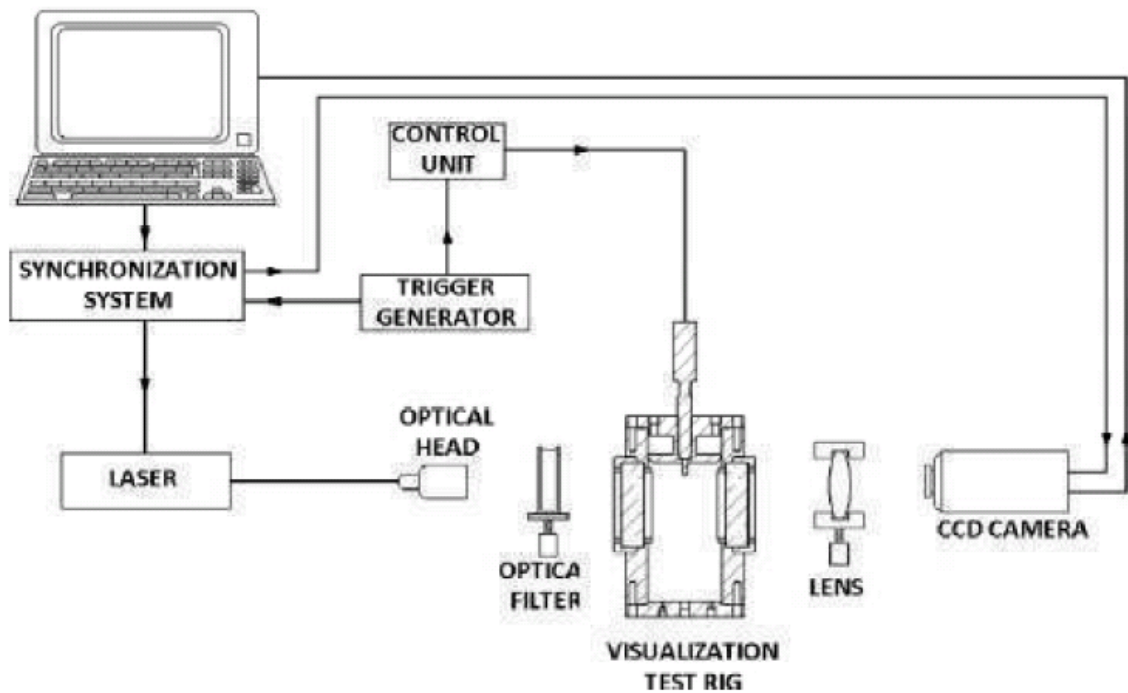 CONTROL
UNIT
SYNCHRONIZATION
SYSTEM
TRIGGER
GENERATOR
OPTICAL
HEAD
LASER
OPTICA
FILTER
LENS
CCD CAMERA
VISUALIZATION
TEST RIG